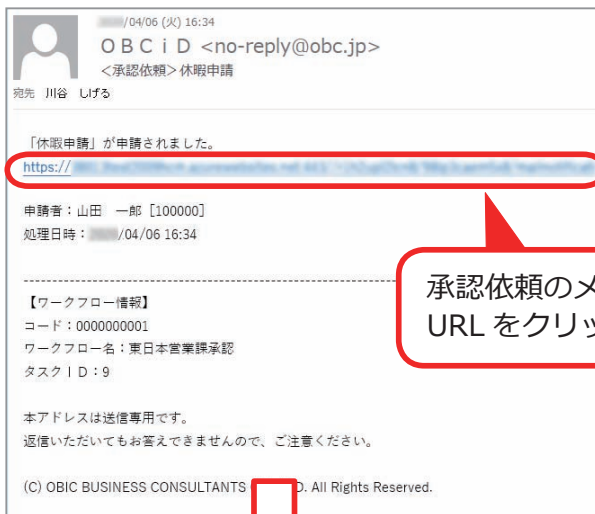 /04/06 (火) 16:34
ＯＢＣｉＤ <no-reply@obc.jp>
<承認依頼> 休暇申請
宛先 川谷 しげる
「休暇申請」が申請されました。
https://
申請者：山田　一郎 [100000]
処理日時： /04/06 16:34
承認依頼のメ
URL をクリッ
【ワークフロー情報】
コード：0000000001
ワークフロー名：東日本営業課承認
タスクＩＤ：9
本アドレスは送信専用です。
返信いただいてもお答えできませんので、ご注意ください。
(C) OBIC BUSINESS CONSULTANTS D. All Rights Reserved.